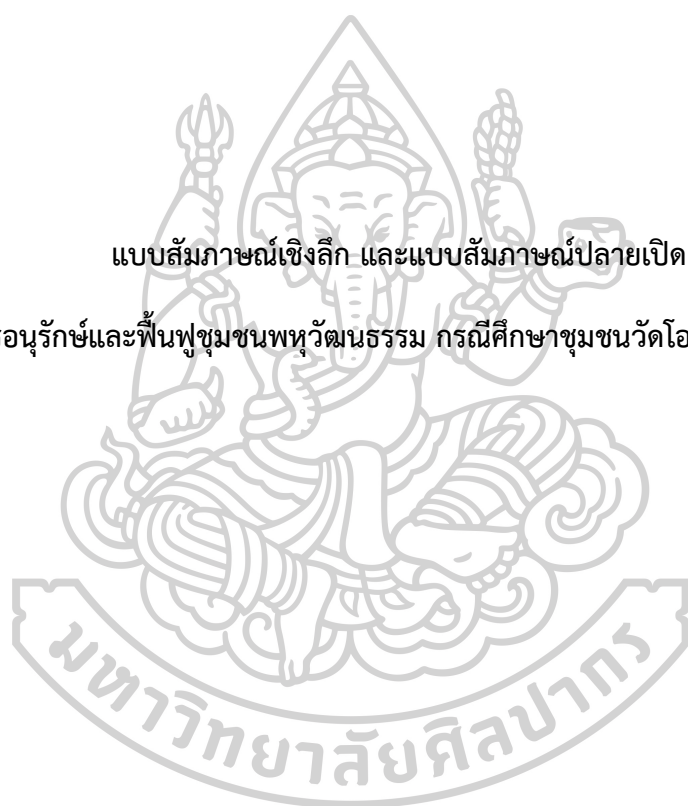 แบบสัมภาษณ์เชิงลึก และแบบสัมภาษณ์ปลายเปิด
อนุรักษ์และฟื้นฟูชุมชนพหุวัฒนธรรม กรณีศึกษาชุมชนวัดโอ
มหาวิทยาลัยศิลปากร